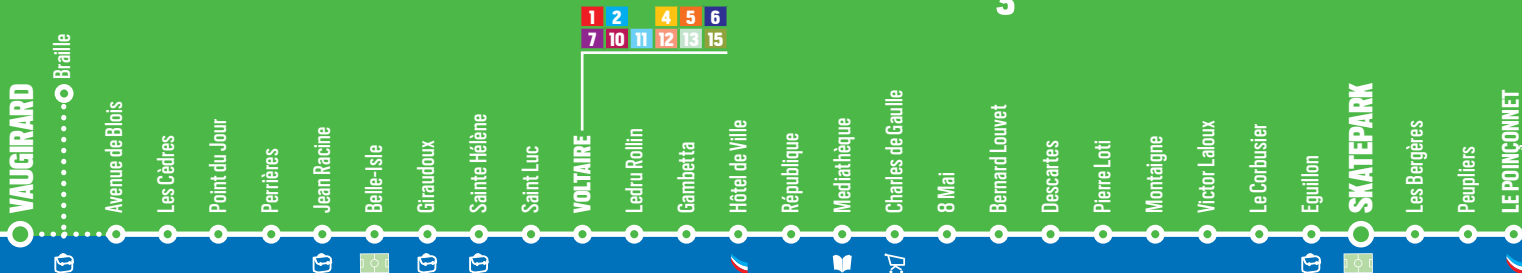 1 2 4 5 6
7 10 11 12 13 15
VAUGIRARD
Braille
Avenue de Blois
Les Cèdres
Point du Jour
Perrières
Jean Racine
Belle-Isle
Giraudoux
Sainte Hélène
Saint Luc
VOLTAIRE
Ledru Rollin
Gambetta
Hôtel de Ville
République
Mediathèque
Charles de Gaulle
8 Mai
Bernard Louvet
Descartes
Pierre Loti
Montaigne
Victor Laloux
Le Corbusier
Eguillon
SKATEPARK
Les Bergères
Peupliers
LE POINÇONNET